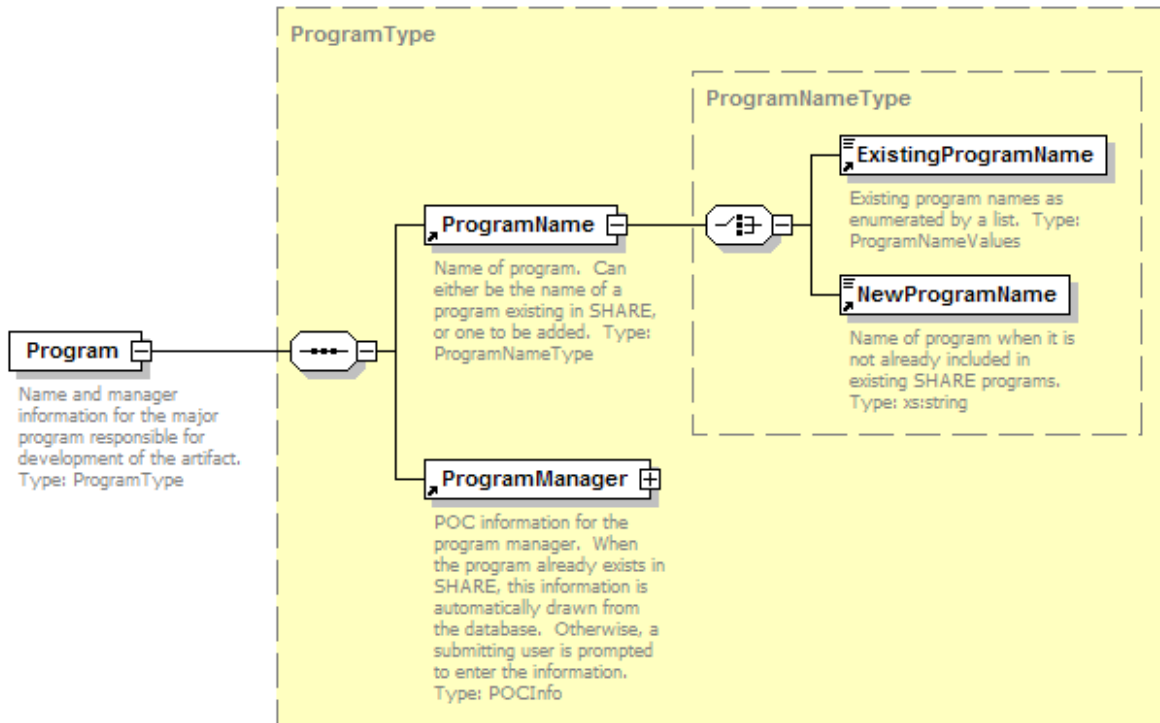 ProgramType
ProgramNameType
ExistingProgramName
Existing program names as
enumerated by a list.  Type:
ProgramNameValues
ProgramName
Name of program.  Can
either be the name of a
program existing in SHARE,
or one to be added.  Type:
ProgramNameType
NewProgramName
Name of program when it is
not already included in
existing SHARE programs.
Type: xs:string
Program
Name and manager
information for the major
program responsible for
development of the artifact.
Type: ProgramType
ProgramManager
POC information for the
program manager.  When
the program already exists in
SHARE, this information is
automatically drawn from
the database.  Otherwise, a
submitting user is prompted
to enter the information.
Type: POCInfo